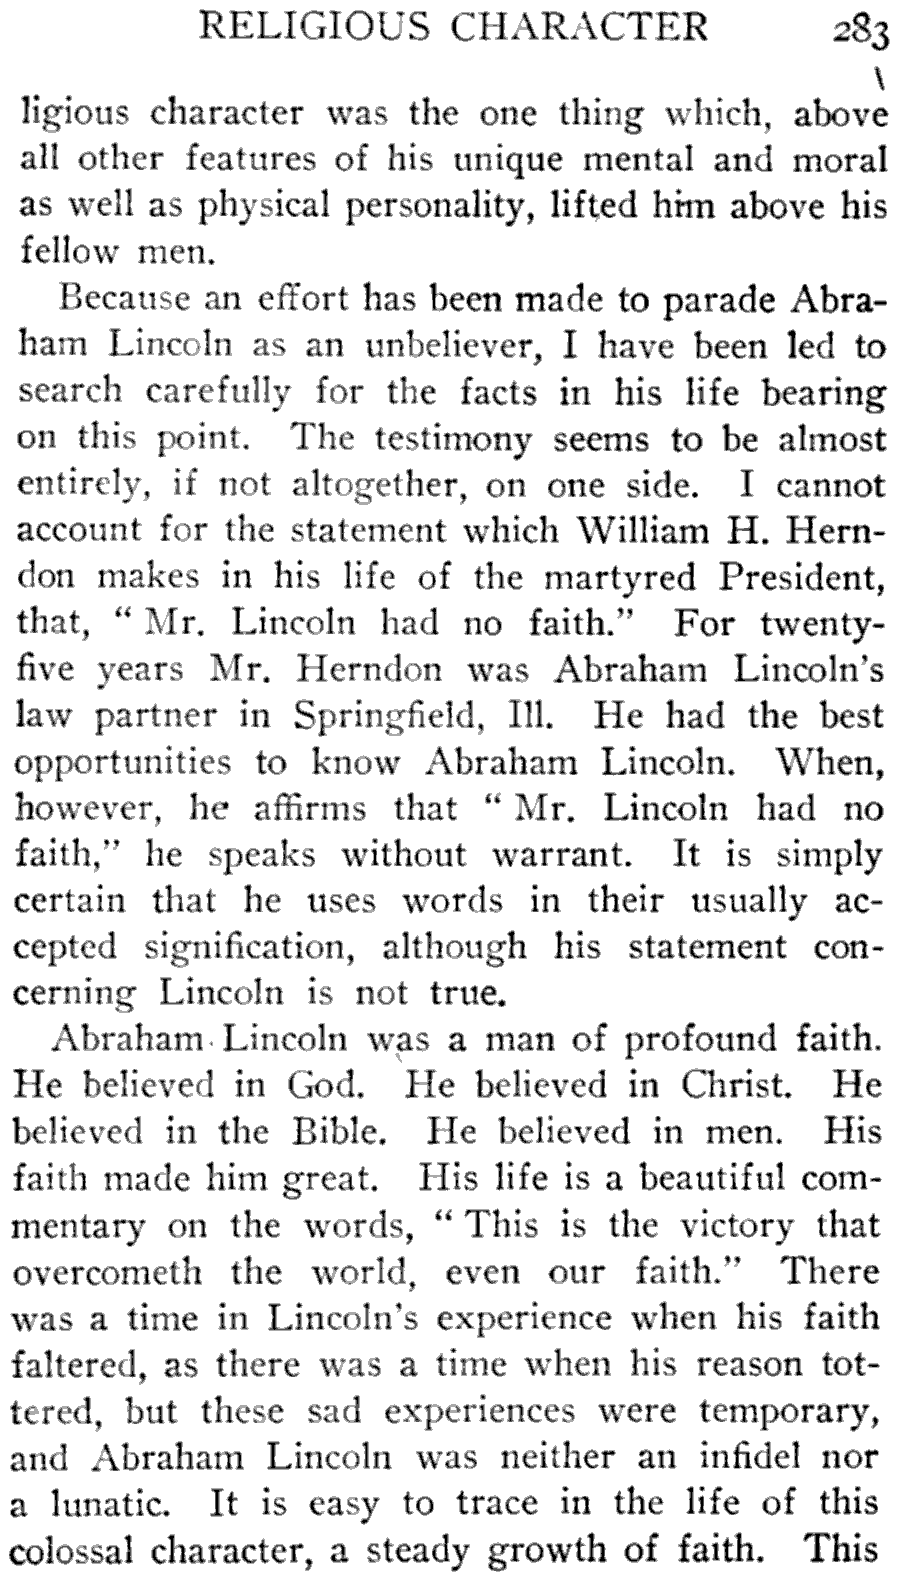 RELIGIOUS CHARACTER 283
ligious character was the one thing which, above
all other features of his unique mental and moral
as well as physical personality, lifted him above his
fellow men.
Because an effort has been made to parade Abra-
ham Lincoln as an unbeliever, I have been led to
search carefully for the facts in his life bearing
on this point. The testimony seems to be almost
entirely, if not altogether, on one side. I cannot
account for the statement which William H. Hern-
don makes in his life of the martyred President,
that, “ Mr. Lincoln had no faith.” For twenty-
five years Mr. Herndon was Abraham Lincoln’s
law partner in Springfield, Ill. He had the best
opportunities to know Abraham Lincoln. When,
however, he affirms that “ Mr. Lincoln had no
faith,” he speaks without warrant. It is simply
certain that he uses words in their usually ac-
cepted signification, although his statement con-
cerning Lincoln is not true.
Abraham Lincoln was a man of profound faith.
He believed in God. He believed in Christ. He
believed in the Bible. He believed in men. His
faith made him great. His life is a beautiful com-
mentary on the words, “ This is the victory that
overcometh the world, even our faith.” There
was a time in Lincoln’s experience when his faith
faltered, as there was a time when his reason tot-
tered, but these sad experiences were temporary,
and Abraham Lincoln was neither an infidel nor
a lunatic. It is easy to trace in the life of this
colossal character, a steady growth of faith. This